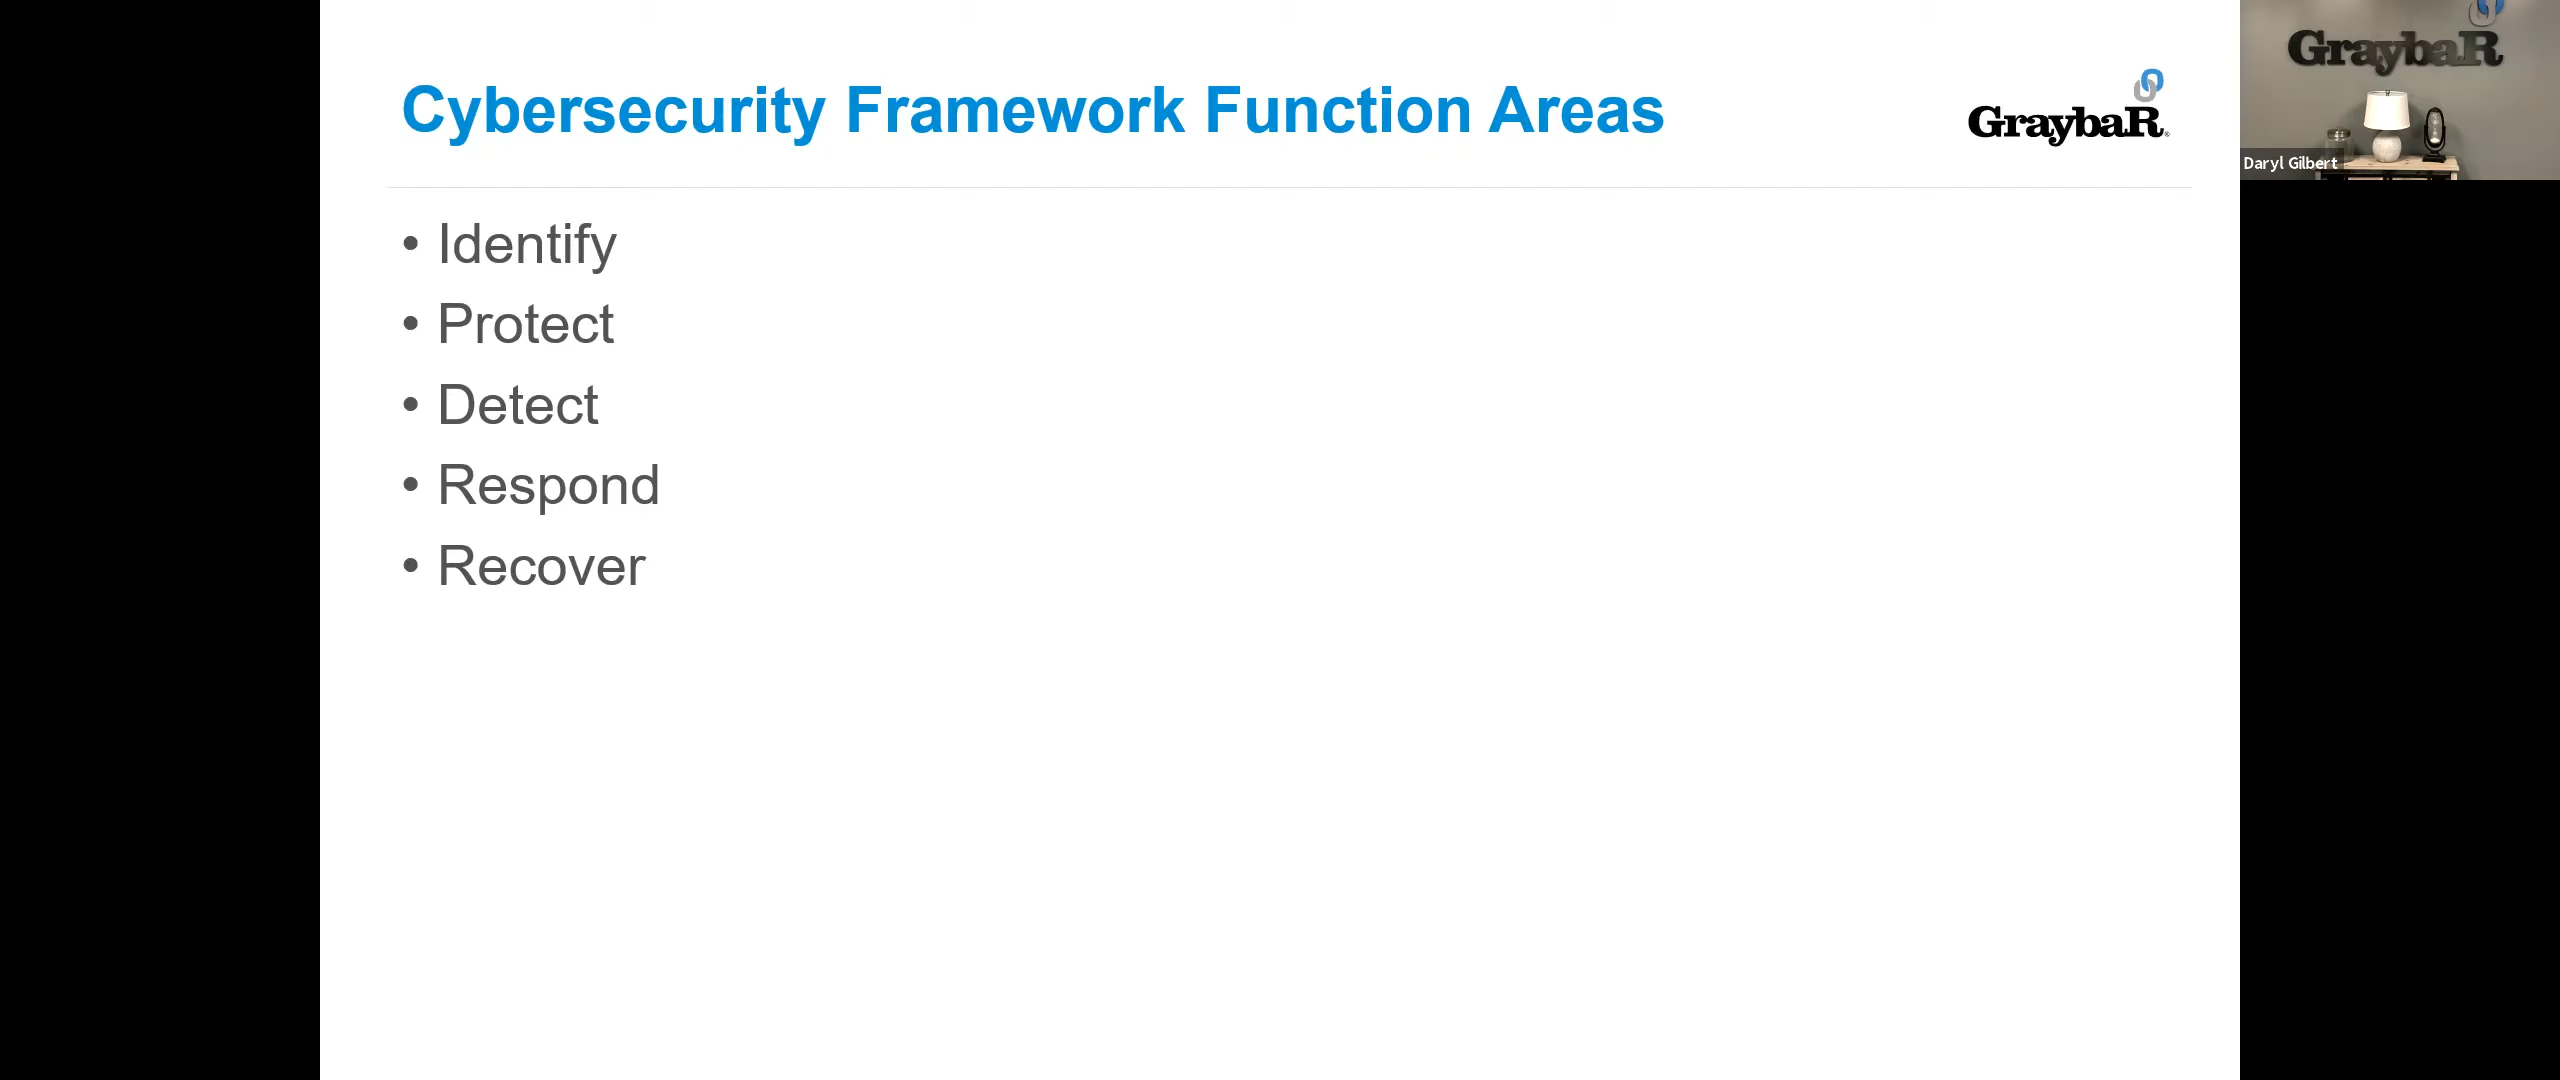 Cybersecurity Framework Function Areas
GraybaR®
• Identify
• Protect
• Detect
• Respond
• Recover
GraybaR
Daryl Gilbert